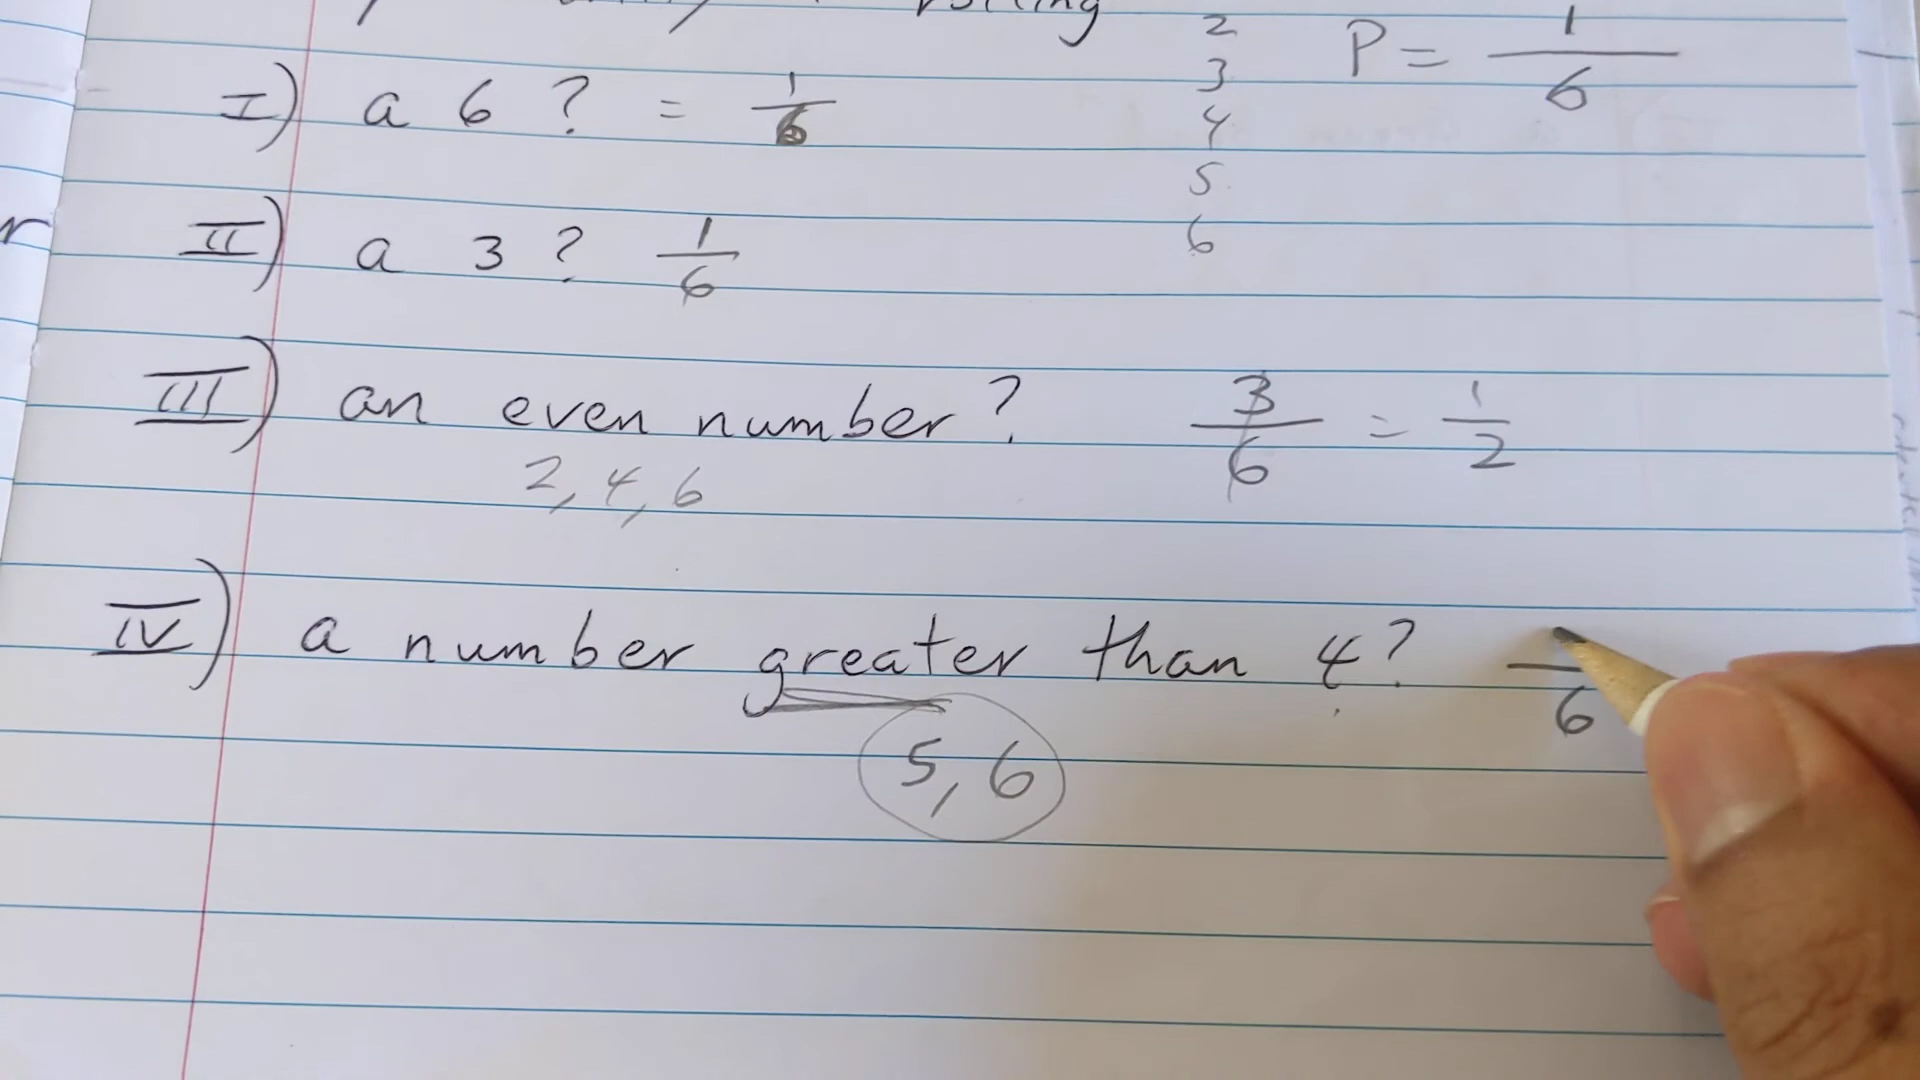 rolling
2
3
4
5
6
P = 1/6
I) a 6 ? = 1/6
II) a 3 ? 1/6
III) an even number ? 3/6 = 1/2
2, 4, 6
IV) a number greater than 4 ? /6
5, 6